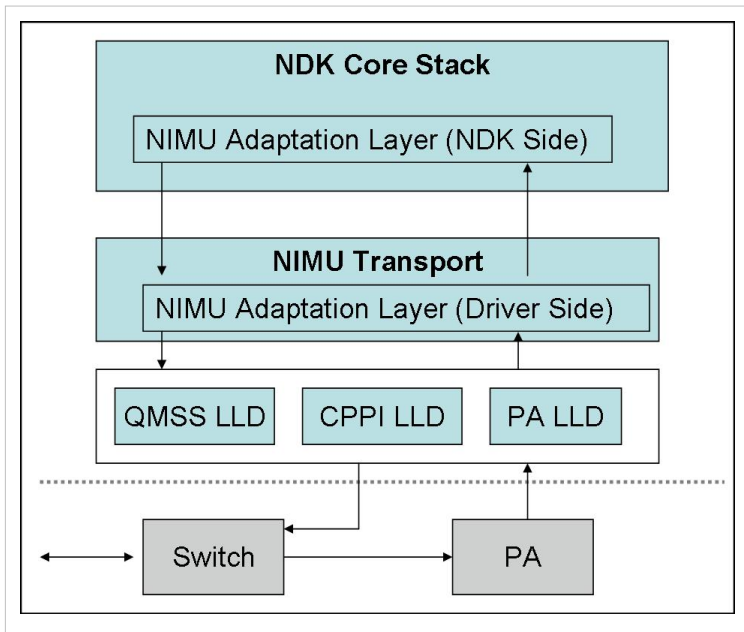 NDK Core Stack
NIMU Adaptation Layer (NDK Side)
NIMU Transport
NIMU Adaptation Layer (Driver Side)
QMSS LLD
CPPI LLD
PA LLD
Switch
PA